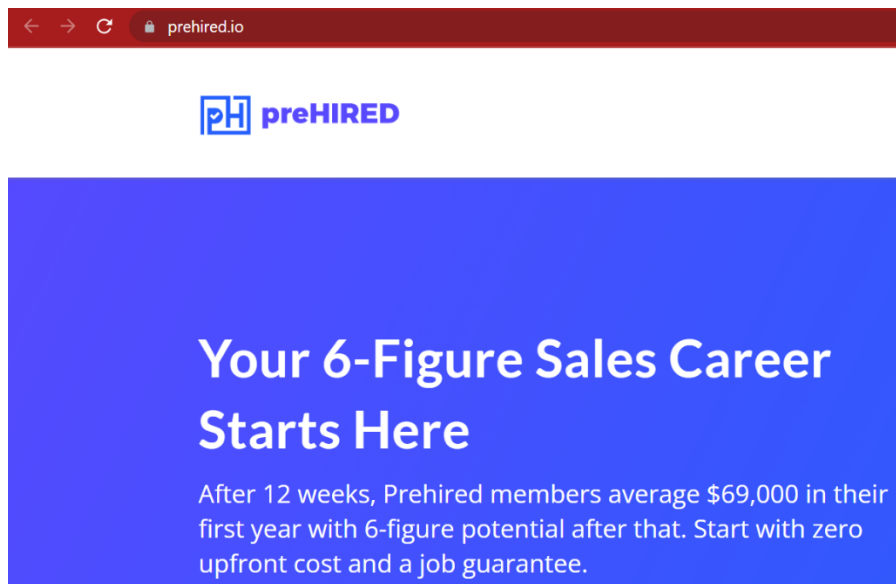 prehired.io
pH preHIRED
Your 6-Figure Sales Career
Starts Here
After 12 weeks, Prehired members average $69,000 in their
first year with 6-figure potential after that. Start with zero
upfront cost and a job guarantee.